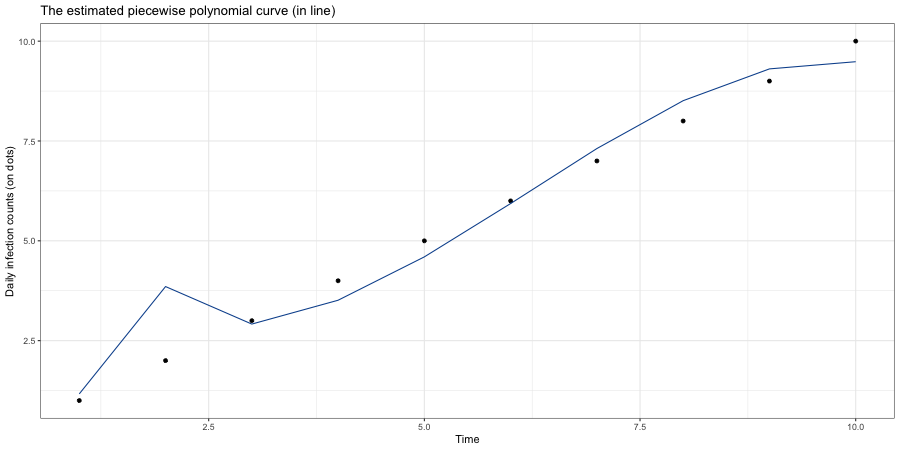 The estimated piecewise polynomial curve (in line)
Daily infection counts (on dots)
10.0
7.5
5.0
2.5
2.5
5.0
7.5
10.0
Time